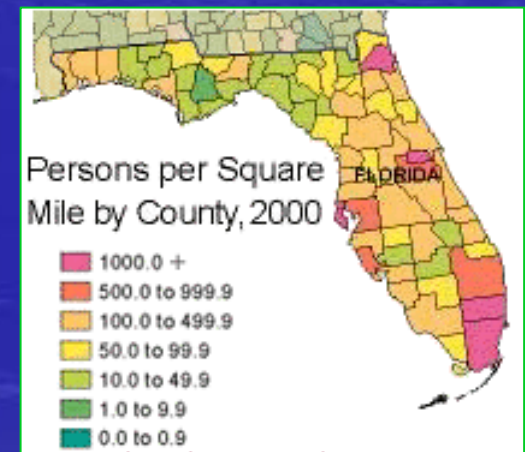 Persons per Square
Mile by County, 2000
FLORIDA
1000.0 +
500.0 to 999.9
100.0 to 499.9
50.0 to 99.9
10.0 to 49.9
1.0 to 9.9
0.0 to 0.9